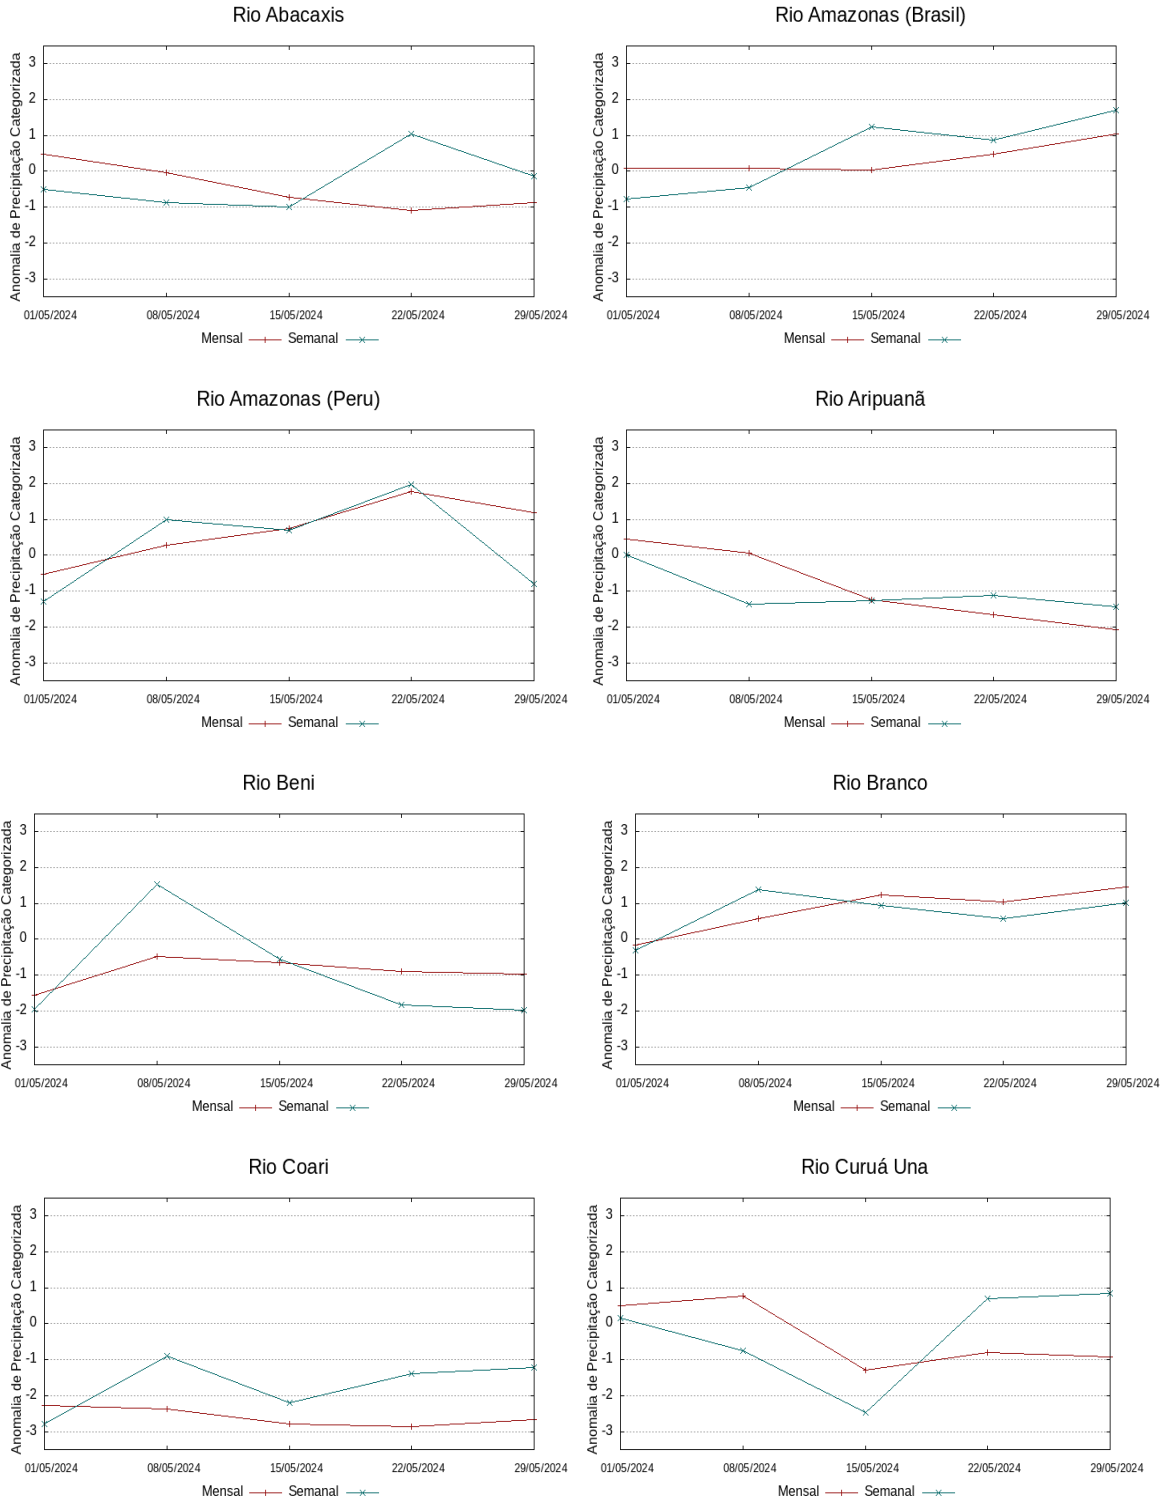 Rio Abacaxis
Anomalia de Precipitação Categorizada
3
2
1
0
-1
-2
-3
01/05/2024 08/05/2024 15/05/2024 22/05/2024 29/05/2024
Mensal Semanal
Rio Amazonas (Brasil)
Anomalia de Precipitação Categorizada
3
2
1
0
-1
-2
-3
01/05/2024 08/05/2024 15/05/2024 22/05/2024 29/05/2024
Mensal Semanal
Rio Amazonas (Peru)
Anomalia de Precipitação Categorizada
3
2
1
0
-1
-2
-3
01/05/2024 08/05/2024 15/05/2024 22/05/2024 29/05/2024
Mensal Semanal
Rio Aripuanã
Anomalia de Precipitação Categorizada
3
2
1
0
-1
-2
-3
01/05/2024 08/05/2024 15/05/2024 22/05/2024 29/05/2024
Mensal Semanal
Rio Beni
Anomalia de Precipitação Categorizada
3
2
1
0
-1
-2
-3
01/05/2024 08/05/2024 15/05/2024 22/05/2024 29/05/2024
Mensal Semanal
Rio Branco
Anomalia de Precipitação Categorizada
3
2
1
0
-1
-2
-3
01/05/2024 08/05/2024 15/05/2024 22/05/2024 29/05/2024
Mensal Semanal
Rio Coari
Anomalia de Precipitação Categorizada
3
2
1
0
-1
-2
-3
01/05/2024 08/05/2024 15/05/2024 22/05/2024 29/05/2024
Mensal Semanal
Rio Curuá Una
Anomalia de Precipitação Categorizada
3
2
1
0
-1
-2
-3
01/05/2024 08/05/2024 15/05/2024 22/05/2024 29/05/2024
Mensal Semanal